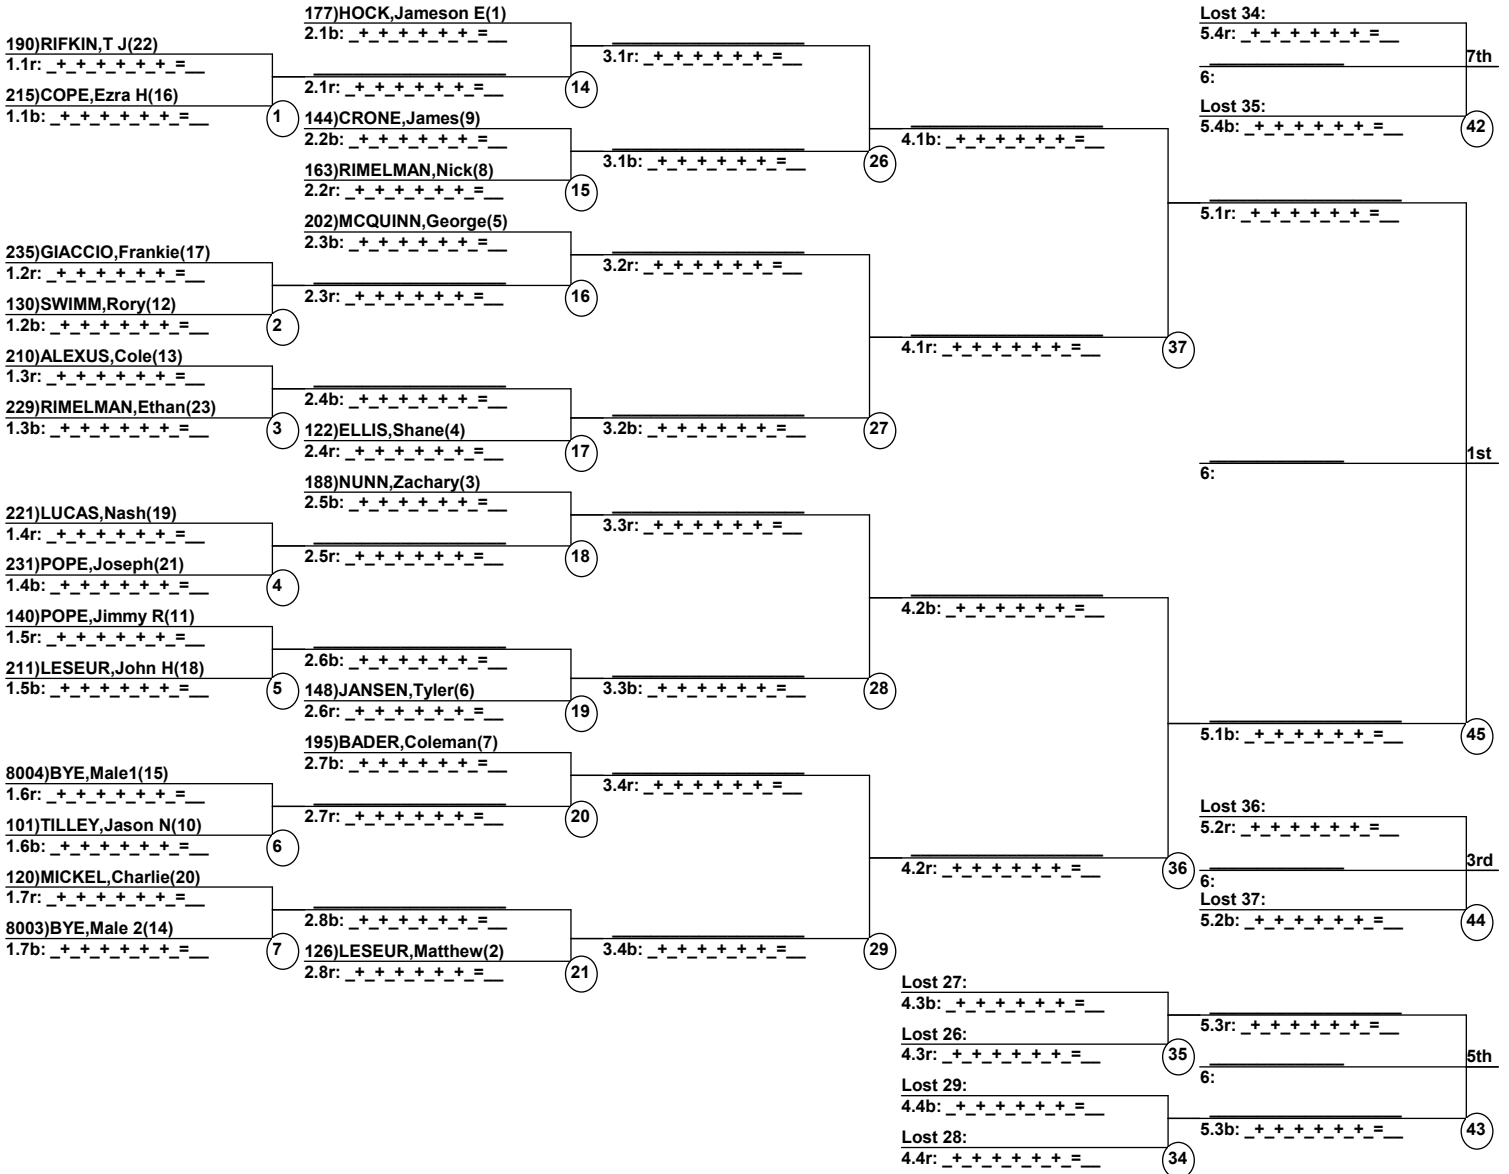 190)RIFKIN,T J(22)
1.1r: _+_+_+_+_+_=__
215)COPE,Ezra H(16)
1.1b: _+_+_+_+_+_=__
1
235)GIACCIO,Frankie(17)
1.2r: _+_+_+_+_+_=__
130)SWIMM,Rory(12)
1.2b: _+_+_+_+_+_=__
2
210)ALEXUS,Cole(13)
1.3r: _+_+_+_+_+_=__
229)RIMELMAN,Ethan(23)
1.3b: _+_+_+_+_+_=__
3
221)LUCAS,Nash(19)
1.4r: _+_+_+_+_+_=__
231)POPE,Joseph(21)
1.4b: _+_+_+_+_+_=__
4
140)POPE,Jimmy R(11)
1.5r: _+_+_+_+_+_=__
211)LESEUR,John H(18)
1.5b: _+_+_+_+_+_=__
5
8004)BYE,Male1(15)
1.6r: _+_+_+_+_+_=__
101)TILLEY,Jason N(10)
1.6b: _+_+_+_+_+_=__
6
120)MICKEL,Charlie(20)
1.7r: _+_+_+_+_+_=__
8003)BYE,Male 2(14)
1.7b: _+_+_+_+_+_=__
7
177)HOCK,Jameson E(1)
2.1b: _+_+_+_+_+_=__
2.1r: _+_+_+_+_+_=__
14
144)CRONE,James(9)
2.2b: _+_+_+_+_+_=__
163)RIMELMAN,Nick(8)
2.2r: _+_+_+_+_+_=__
15
202)MCQUINN,George(5)
2.3b: _+_+_+_+_+_=__
2.3r: _+_+_+_+_+_=__
16
2.4b: _+_+_+_+_+_=__
122)ELLIS,Shane(4)
2.4r: _+_+_+_+_+_=__
17
188)NUNN,Zachary(3)
2.5b: _+_+_+_+_+_=__
2.5r: _+_+_+_+_+_=__
18
2.6b: _+_+_+_+_+_=__
148)JANSEN,Tyler(6)
2.6r: _+_+_+_+_+_=__
19
195)BADER,Coleman(7)
2.7b: _+_+_+_+_+_=__
2.7r: _+_+_+_+_+_=__
20
2.8b: _+_+_+_+_+_=__
126)LESEUR,Matthew(2)
2.8r: _+_+_+_+_+_=__
21
3.1r: _+_+_+_+_+_=__
3.1b: _+_+_+_+_+_=__
26
3.2r: _+_+_+_+_+_=__
3.2b: _+_+_+_+_+_=__
27
3.3r: _+_+_+_+_+_=__
3.3b: _+_+_+_+_+_=__
28
3.4r: _+_+_+_+_+_=__
3.4b: _+_+_+_+_+_=__
29
4.1b: _+_+_+_+_+_=__
4.1r: _+_+_+_+_+_=__
37
4.2b: _+_+_+_+_+_=__
4.2r: _+_+_+_+_+_=__
36
Lost 27:
4.3b: _+_+_+_+_+_=__
Lost 26:
4.3r: _+_+_+_+_+_=__
35
Lost 29:
4.4b: _+_+_+_+_+_=__
Lost 28:
4.4r: _+_+_+_+_+_=__
34
Lost 34:
5.4r: _+_+_+_+_+_=__
7th
6:
Lost 35:
5.4b: _+_+_+_+_+_=__
42
5.1r: _+_+_+_+_+_=__
1st
6:
5.1b: _+_+_+_+_+_=__
45
Lost 36:
5.2r: _+_+_+_+_+_=__
3rd
6:
Lost 37:
5.2b: _+_+_+_+_+_=__
44
5.3r: _+_+_+_+_+_=__
5th
6:
5.3b: _+_+_+_+_+_=__
43